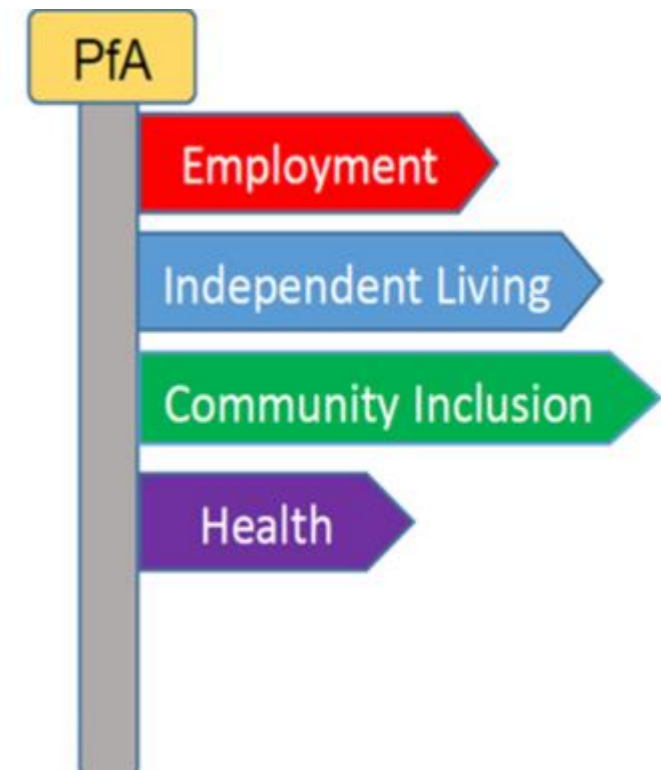 PfA
Employment
Independent Living
Community Inclusion
Health